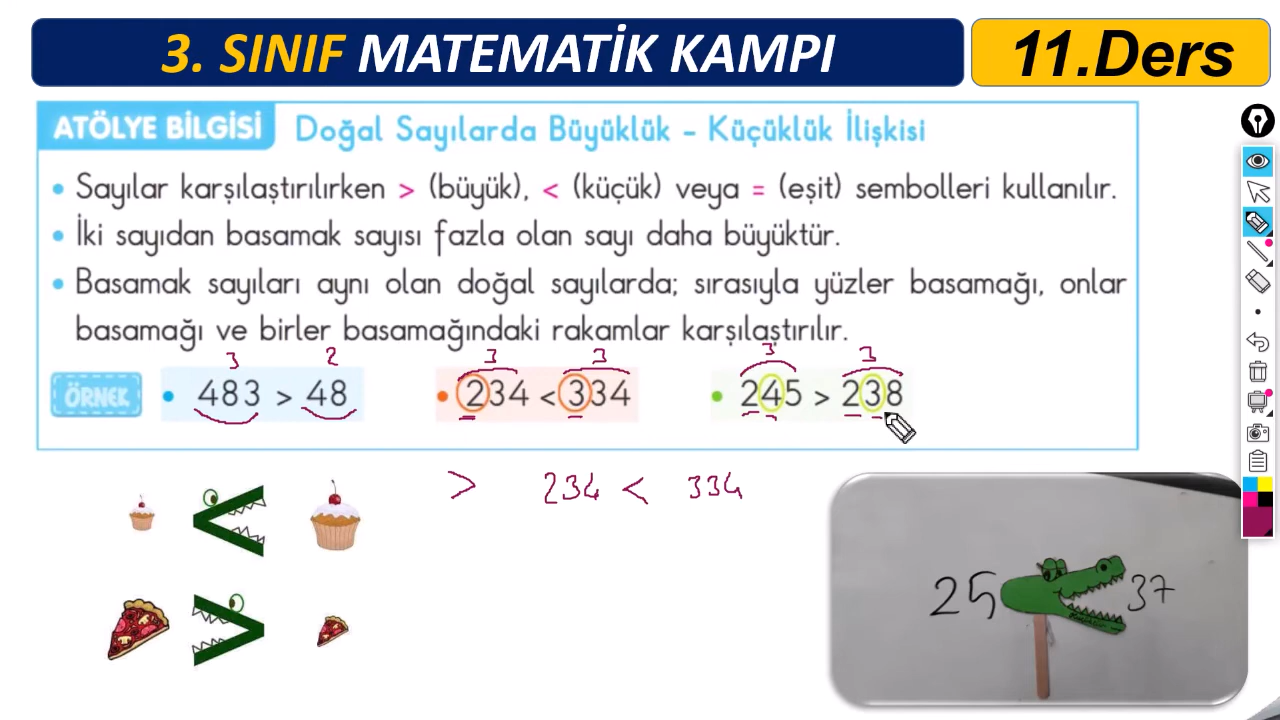 3. SINIF MATEMATİK KAMPI
11.Ders
ATÖLYE BİLGİSİ
Doğal Sayılarda Büyüklük - Küçüklük İlişkisi
• Sayılar karşılaştırılırken > (büyük), < (küçük) veya = (eşit) sembolleri kullanılır.
• İki sayıdan basamak sayısı fazla olan sayı daha büyüktür.
• Basamak sayıları aynı olan doğal sayılarda; sırasıyla yüzler basamağı, onlar
basamağı ve birler basamağındaki rakamlar karşılaştırılır.
3 2 3 3 3 3
ÖRNEK • 483 > 48 • 234 < 334 • 245 > 238
> 234 < 334
25 37